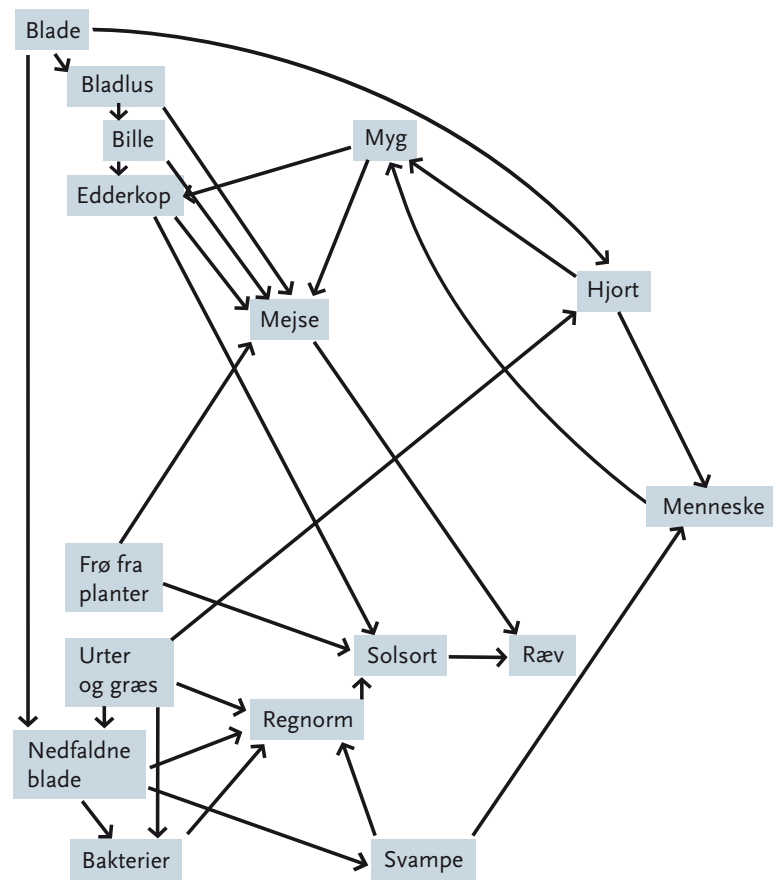 Blade
Bladlus
Bille
Myg
Edderkop
Hjort
Mejse
Menneske
Frø fra
planter
Urter
og græs
Solsort
Ræv
Regnorm
Nedfaldne
blade
Bakterier
Svampe